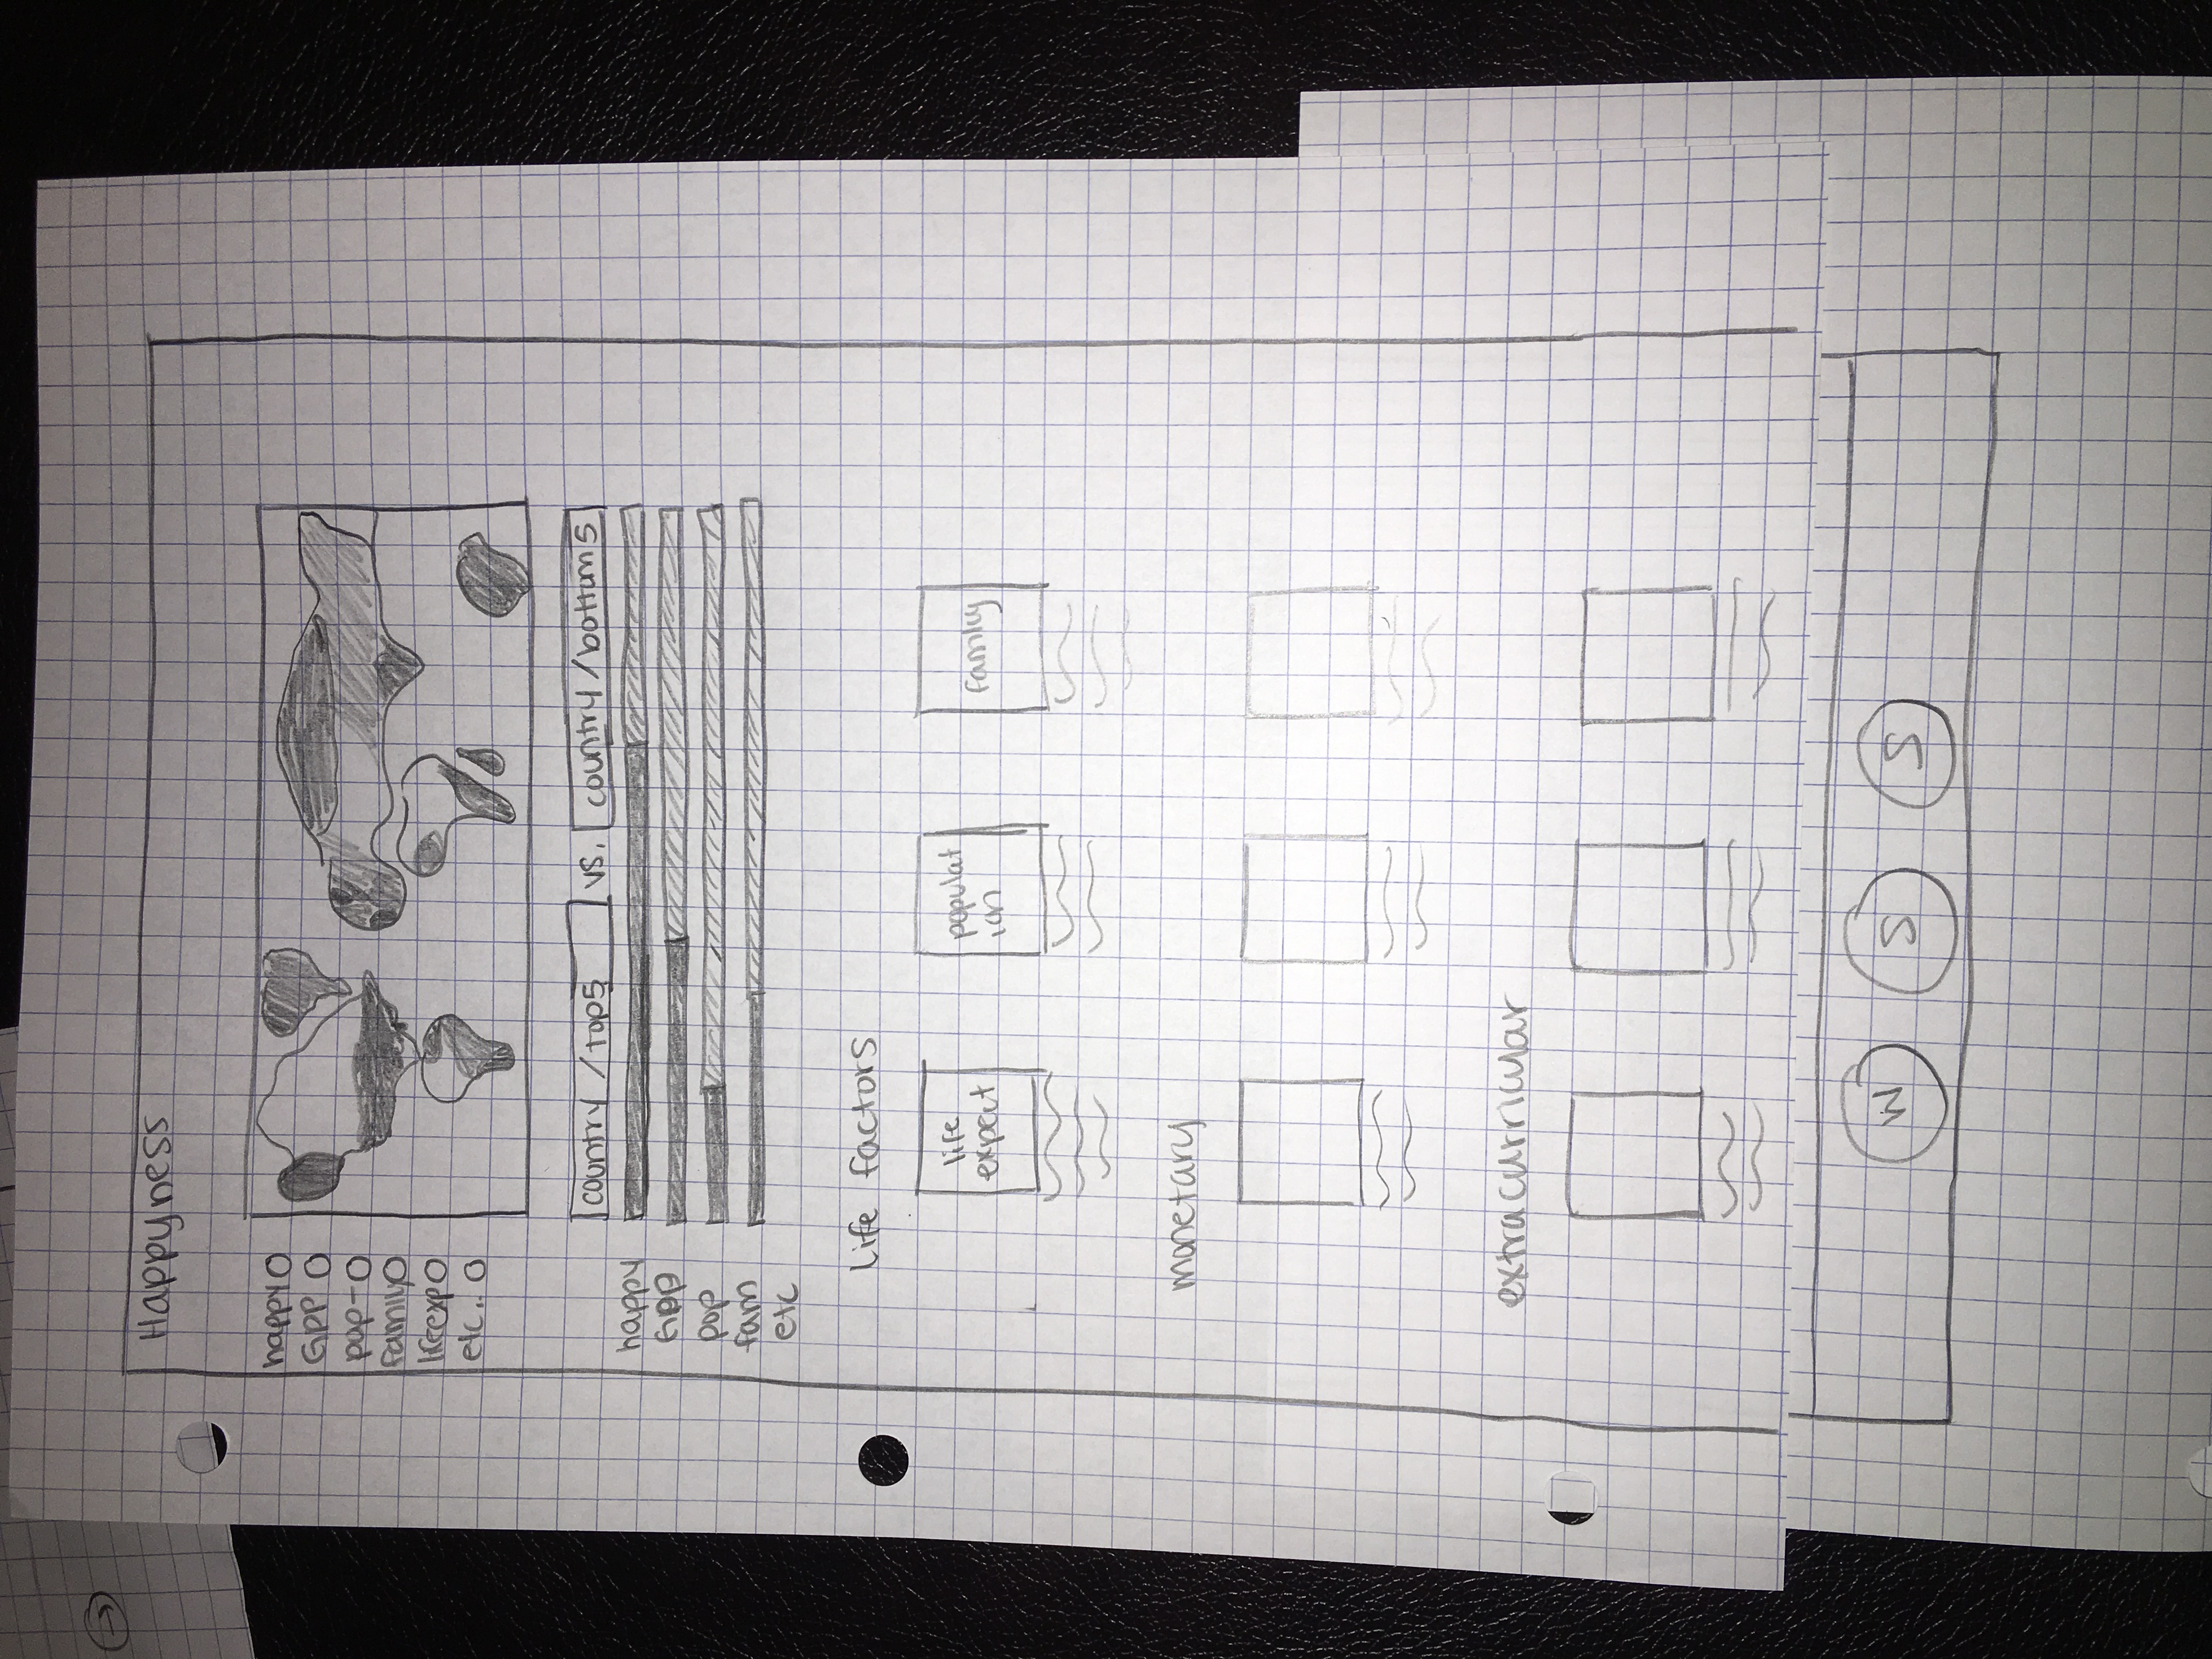 Happyness
happy
GPP
pop-
family
lifeexp
etc..
country / top5 vs. country / bottom 5
happy
GPP
pop
fam
etc
life factors
life
expect
populat
ion
family
monetary
extracurricular
W S S